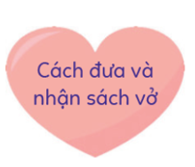 Cách đưa và
nhận sách vở